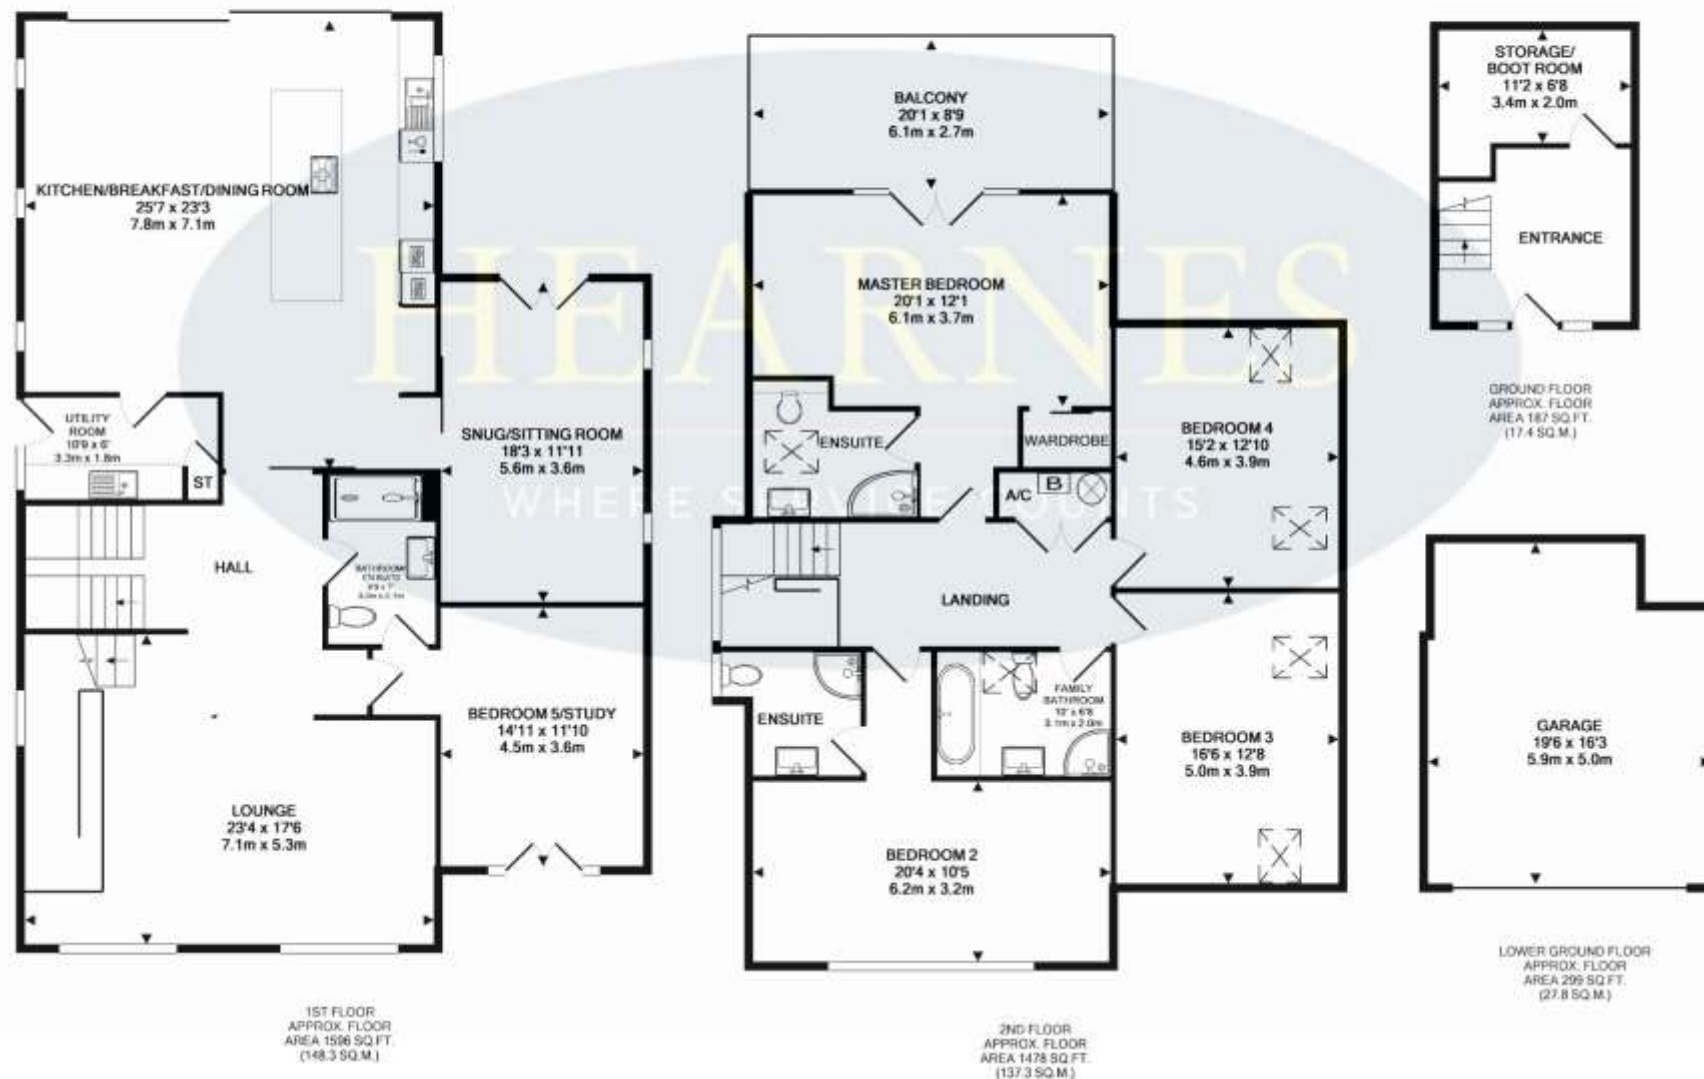 KITCHEN/BREAKFAST/DINING ROOM
25'7 x 23'3
7.8m x 7.1m
UTILITY
ROOM
10'9 x 6'
3.3m x 1.8m
ST
SNUG/SITTING ROOM
18'3 x 11'11
5.6m x 3.6m
HALL
BATHROOM/
EN SUITE
BEDROOM 5/STUDY
14'11 x 11'10
4.5m x 3.6m
LOUNGE
23'4 x 17'6
7.1m x 5.3m
1ST FLOOR
APPROX. FLOOR
AREA 1596 SQ.FT.
(148.3 SQ.M.)
BALCONY
20'1 x 8'9
6.1m x 2.7m
MASTER BEDROOM
20'1 x 12'1
6.1m x 3.7m
ENSUITE
WARDROBE
A/C
B
BEDROOM 4
15'2 x 12'10
4.6m x 3.9m
LANDING
ENSUITE
FAMILY
BATHROOM
10' x 6'8
3.1m x 2.0m
BEDROOM 3
16'6 x 12'8
5.0m x 3.9m
BEDROOM 2
20'4 x 10'5
6.2m x 3.2m
2ND FLOOR
APPROX. FLOOR
AREA 1478 SQ.FT.
(137.3 SQ.M.)
STORAGE/
BOOT ROOM
11'2 x 6'8
3.4m x 2.0m
ENTRANCE
GROUND FLOOR
APPROX. FLOOR
AREA 187 SQ.FT.
(17.4 SQ.M.)
GARAGE
19'6 x 16'3
5.9m x 5.0m
LOWER GROUND FLOOR
APPROX. FLOOR
AREA 299 SQ.FT.
(27.8 SQ.M.)
HEARNES
WHERE SERVICE COUNTS